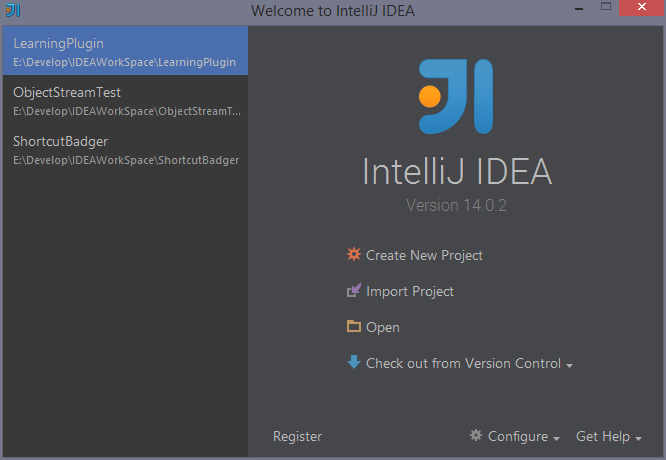 Welcome to IntelliJ IDEA
LearningPlugin
E:\Develop\IDEAWorkSpace\LearningPlugin
ObjectStreamTest
E:\Develop\IDEAWorkSpace\ObjectStreamT...
ShortcutBadger
E:\Develop\IDEAWorkSpace\ShortcutBadger
IntelliJ IDEA
Version 14.0.2
Create New Project
Import Project
Open
Check out from Version Control
Register
Configure
Get Help